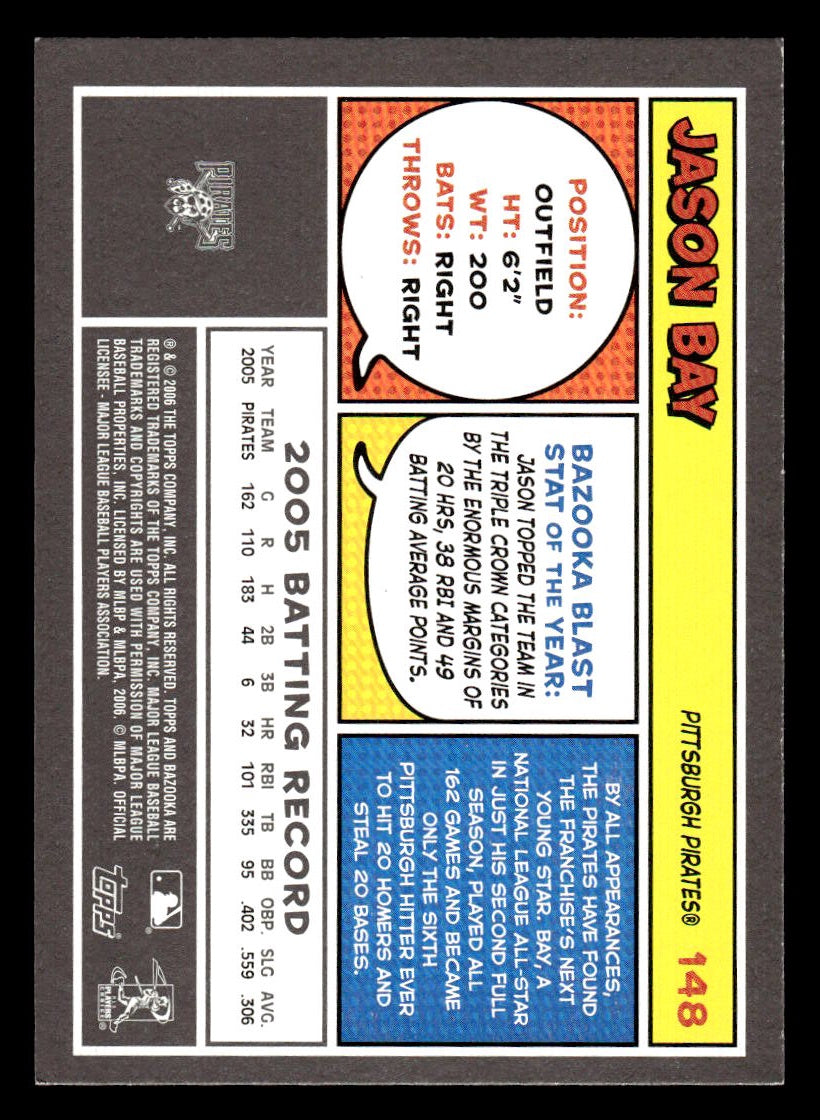 JASON BAY
PITTSBURGH PIRATES®
148
POSITION:
OUTFIELD
HT: 6'2"
WT: 200
BATS: RIGHT
THROWS: RIGHT
BAZOOKA BLAST
STAT OF THE YEAR:
JASON TOPPED THE TEAM IN
THE TRIPLE CROWN CATEGORIES
BY THE ENORMOUS MARGINS OF
20 HRS, 38 RBI AND 49
BATTING AVERAGE POINTS.
BY ALL APPEARANCES,
THE PIRATES HAVE FOUND
THE FRANCHISE'S NEXT
YOUNG STAR. BAY, A
NATIONAL LEAGUE ALL-STAR
IN JUST HIS SECOND FULL
SEASON, PLAYED ALL
162 GAMES AND BECAME
ONLY THE SIXTH
PITTSBURGH HITTER EVER
TO HIT 20 HOMERS AND
STEAL 20 BASES.
PIRATES
2005 BATTING RECORD
YEAR TEAM G R H 2B 3B HR RBI TB BB OBP. SLG AVG.
2005 PIRATES 162 110 183 44 6 32 101 335 95 .402 .559 .306
® & © 2006 THE TOPPS COMPANY, INC. ALL RIGHTS RESERVED. TOPPS AND BAZOOKA ARE
REGISTERED TRADEMARKS OF THE TOPPS COMPANY, INC. MAJOR LEAGUE BASEBALL
TRADEMARKS AND COPYRIGHTS ARE USED WITH PERMISSION OF MAJOR LEAGUE
BASEBALL PROPERTIES, INC. LICENSED BY MLBP & MLBPA, 2006. © MLBPA. OFFICIAL
LICENSEE - MAJOR LEAGUE BASEBALL PLAYERS ASSOCIATION.
TOPPS®
PLAYERS
CHOICE
®